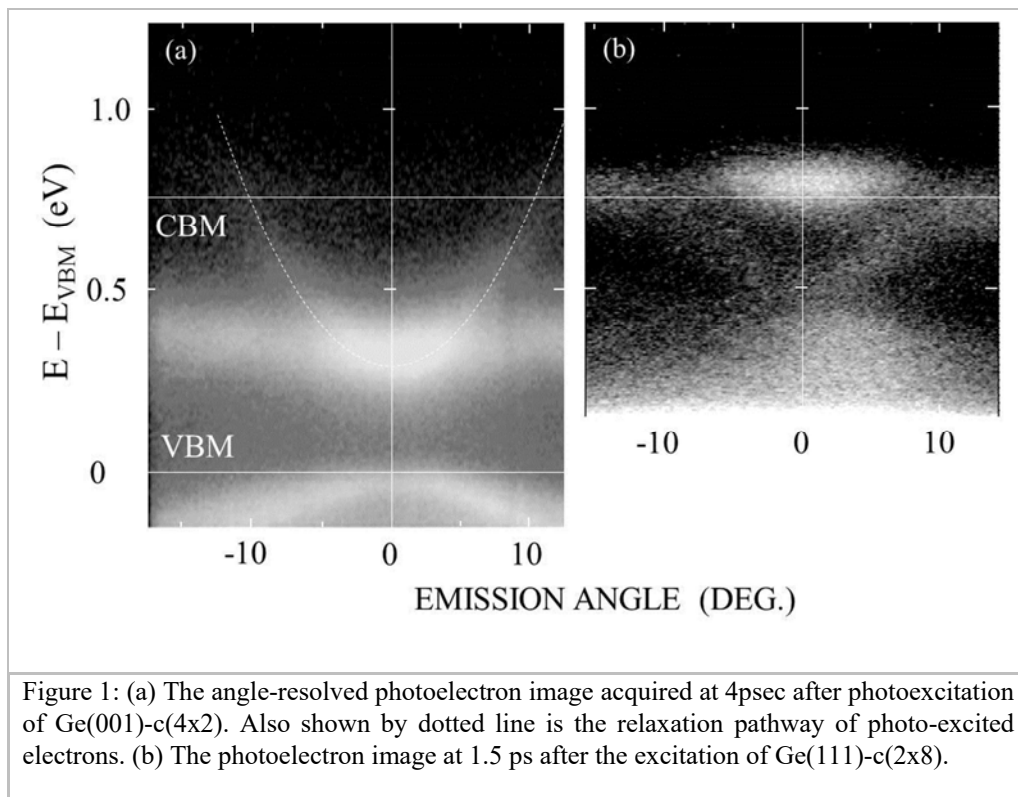 (a)
(b)
1.0
CBM
0.5
VBM
0
E – E_VBM (eV)
-10
0
10
-10
0
10
EMISSION ANGLE (DEG.)
Figure 1: (a) The angle-resolved photoelectron image acquired at 4psec after photoexcitation
of Ge(001)-c(4x2). Also shown by dotted line is the relaxation pathway of photo-excited
electrons. (b) The photoelectron image at 1.5 ps after the excitation of Ge(111)-c(2x8).